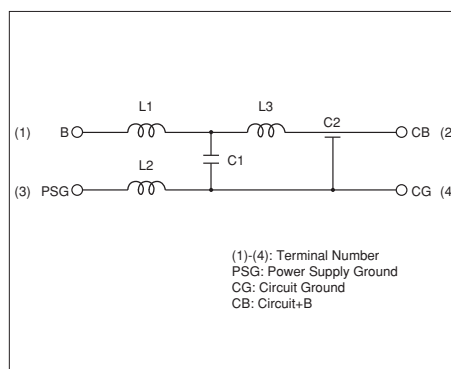 L1
L3
(1)
B
C2
CB
(2
C1
L2
(3)
PSG
CG
(4
(1)-(4): Terminal Number
PSG: Power Supply Ground
CG: Circuit Ground
CB: Circuit+B